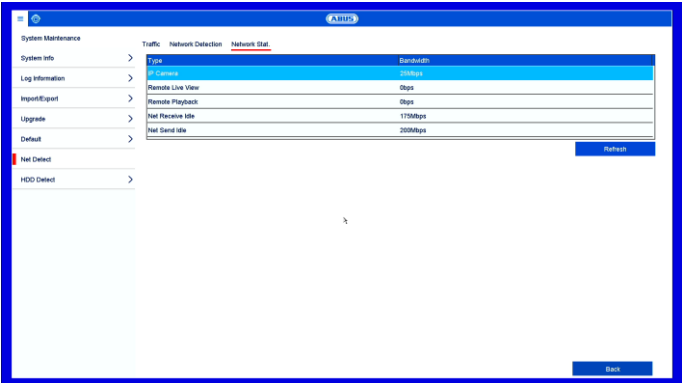 ABUS
System Maintenance
System Info
Log Information
Import/Export
Upgrade
Default
Net Detect
HDD Detect
Traffic Network Detection Network Stat.
Type Bandwidth
IP Camera 25Mbps
Remote Live View 0bps
Remote Playback 0bps
Net Receive Idle 175Mbps
Net Send Idle 200Mbps
Refresh
Back